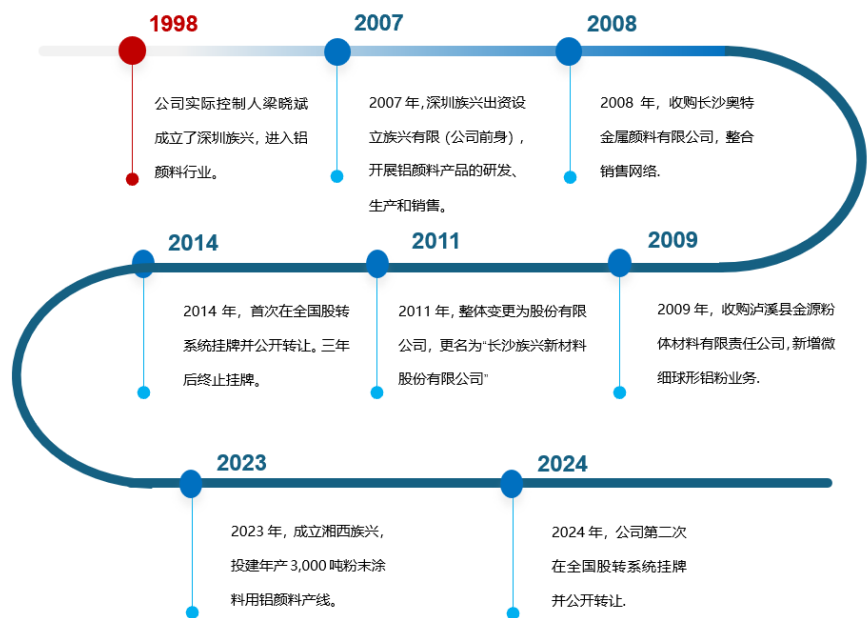 1998
公司实际控制人梁晓斌
成立了深圳族兴，进入铝
颜料行业。
2007
2007 年，深圳族兴出资设
立族兴有限（公司前身），
开展铝颜料产品的研发、
生产和销售。
2008
2008 年，收购长沙奥特
金属颜料有限公司，整合
销售网络.
2009
2009 年，收购泸溪县金源粉
体材料有限责任公司，新增微
细球形铝粉业务.
2011
2011 年，整体变更为股份有限
公司，更名为“长沙族兴新材料
股份有限公司”
2014
2014 年，首次在全国股转
系统挂牌并公开转让。三年
后终止挂牌。
2023
2023 年，成立湘西族兴，
投建年产 3,000 吨粉末涂
料用铝颜料产线。
2024
2024 年，公司第二次
在全国股转系统挂牌
并公开转让.